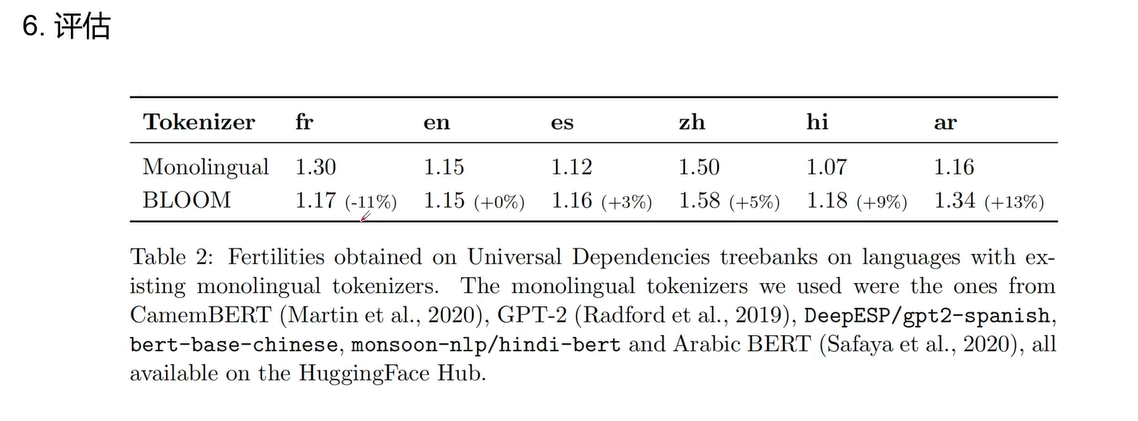 6. 评估
Tokenizer fr en es zh hi ar
Monolingual 1.30 1.15 1.12 1.50 1.07 1.16
BLOOM 1.17 (-11%) 1.15 (+0%) 1.16 (+3%) 1.58 (+5%) 1.18 (+9%) 1.34 (+13%)
Table 2: Fertilities obtained on Universal Dependencies treebanks on languages with ex-
isting monolingual tokenizers. The monolingual tokenizers we used were the ones from
CamemBERT (Martin et al., 2020), GPT-2 (Radford et al., 2019), DeepESP/gpt2-spanish,
bert-base-chinese, monsoon-nlp/hindi-bert and Arabic BERT (Safaya et al., 2020), all
available on the HuggingFace Hub.